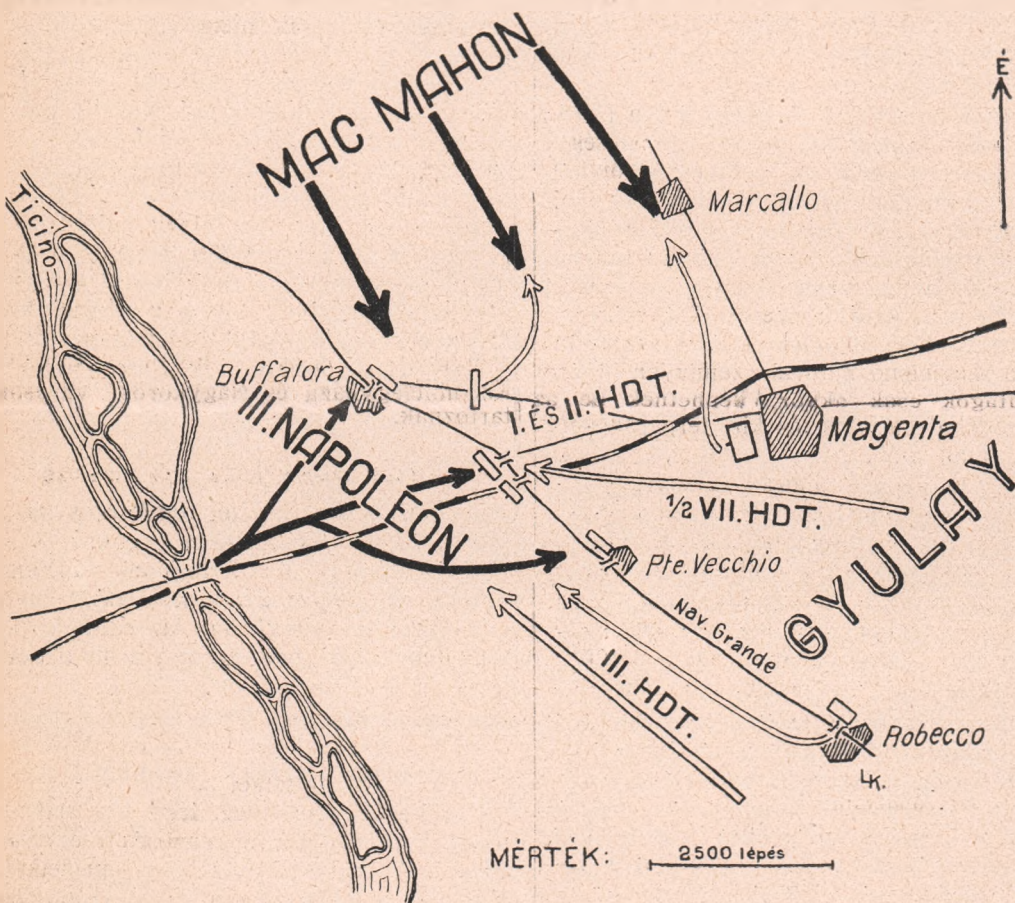 MAC MAHON
É
Ticino
Marcallo
Buffalora
III. NAPOLEON
I. ÉS II. HDT.
Magenta
½ VII. HDT.
GYULAY
Pte. Vecchio
Nav. Grande
III. HDT.
Robecco
LK.
MÉRTÉK: 2500 lépés